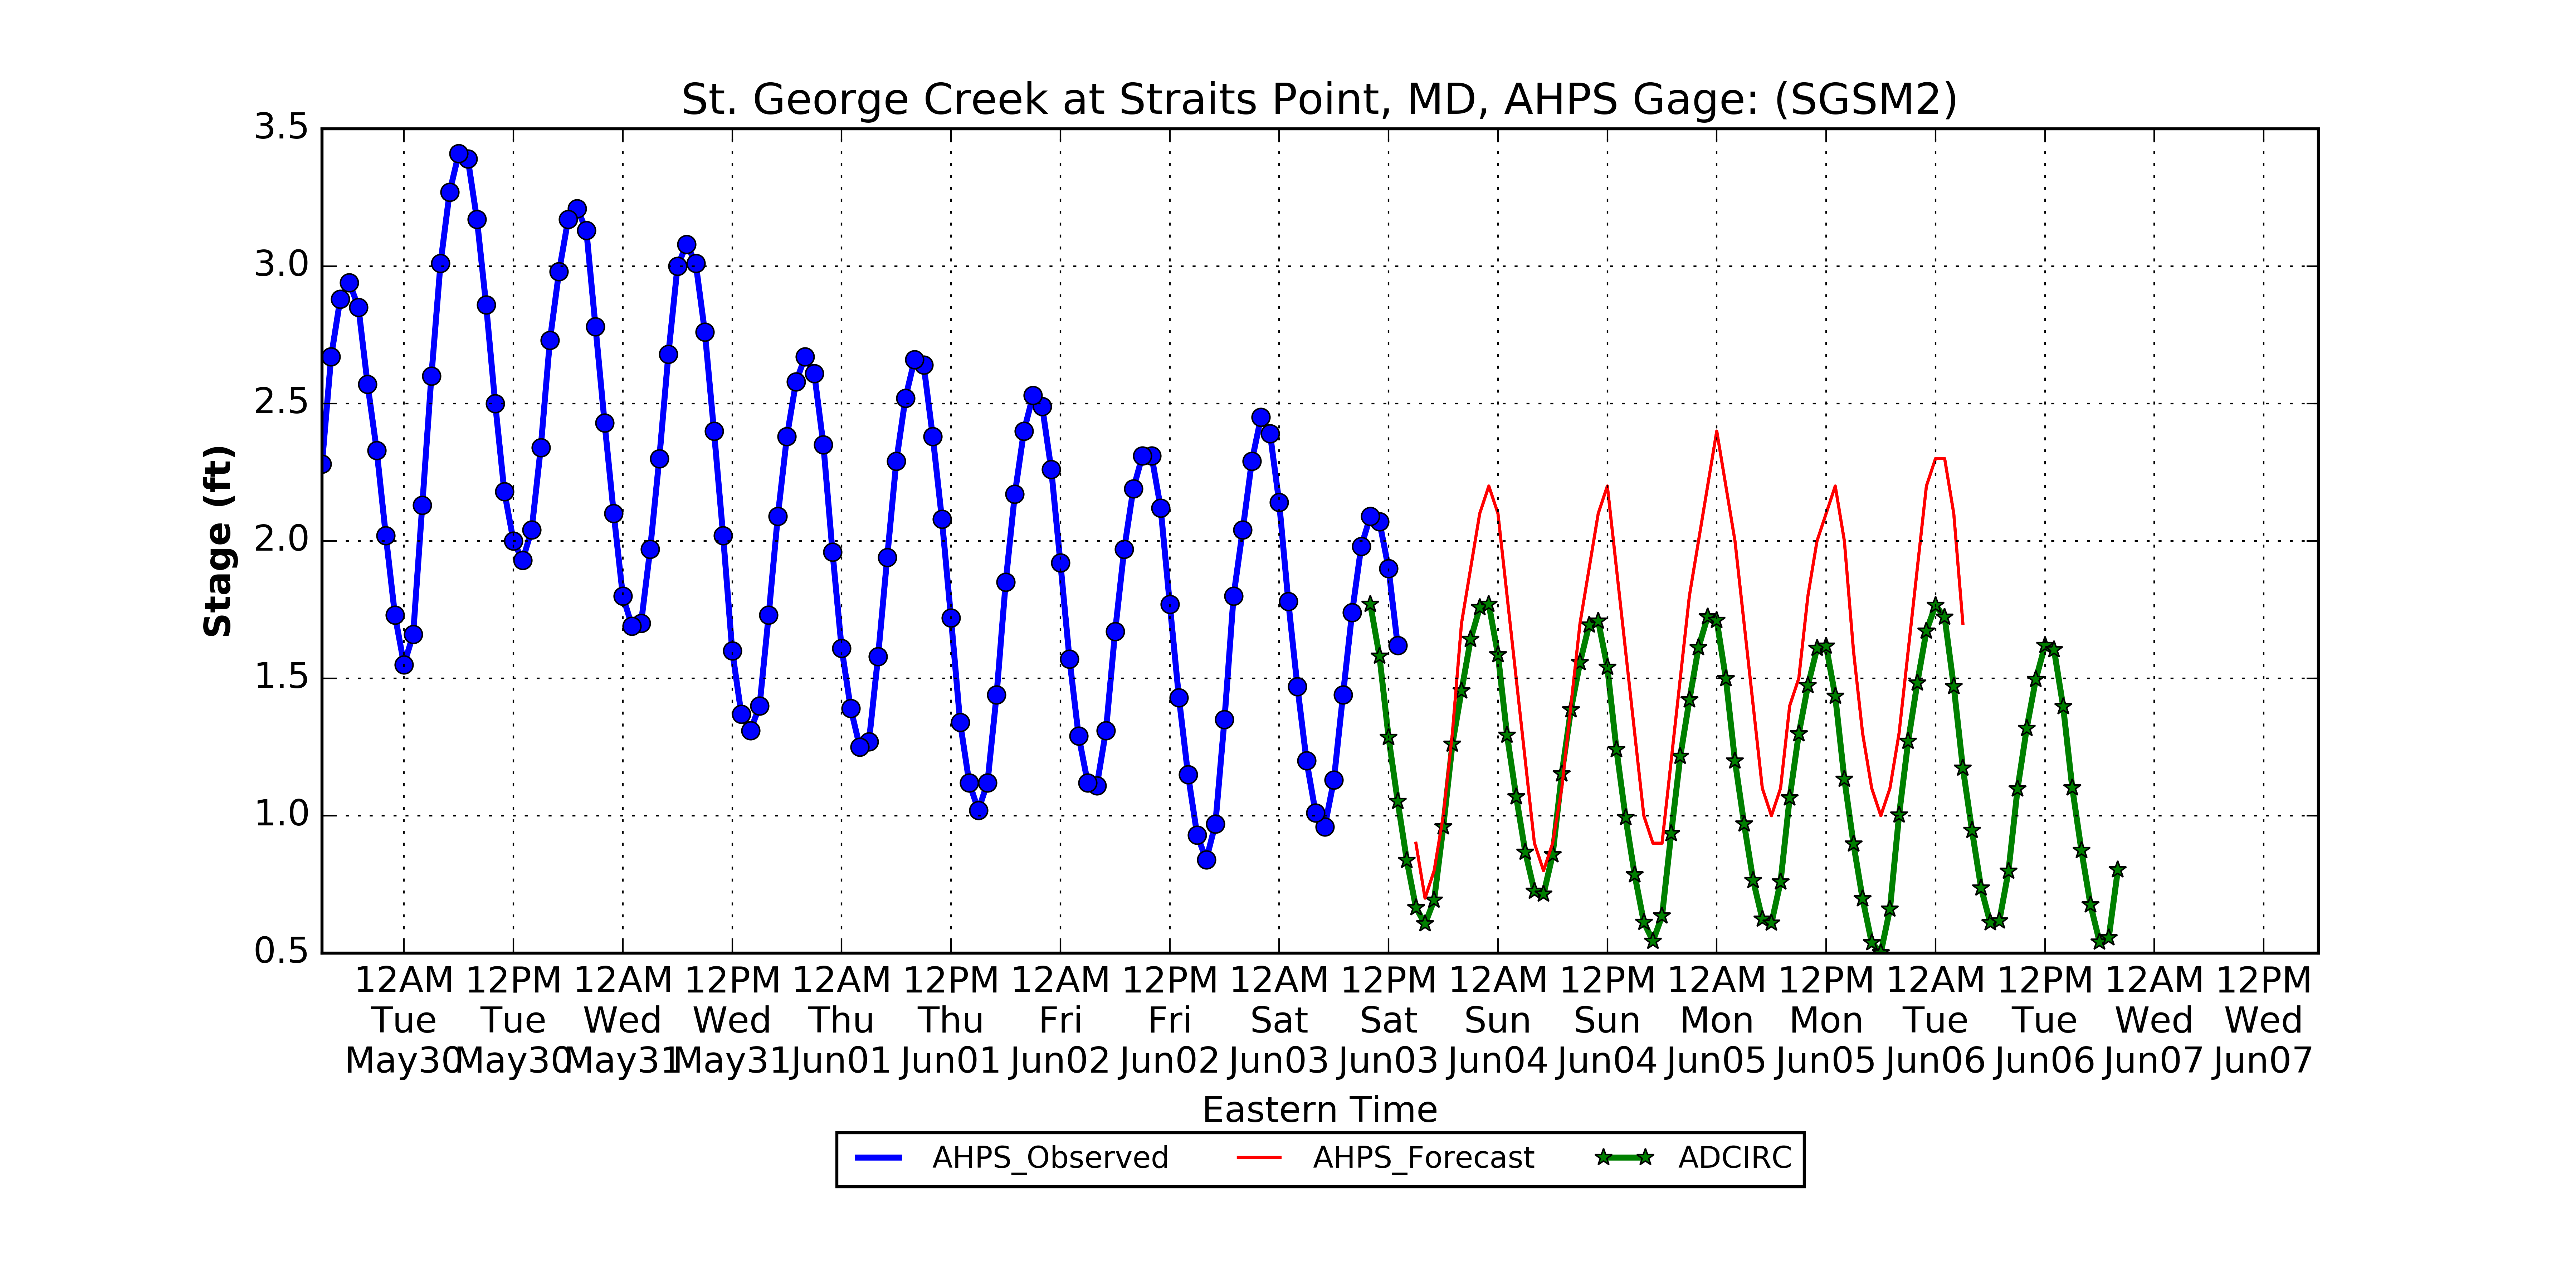 St. George Creek at Straits Point, MD, AHPS Gage: (SGSM2)
3.5
3.0
2.5
2.0
1.5
1.0
0.5
Stage (ft)
12AM 12PM 12AM 12PM 12AM 12PM 12AM 12PM 12AM 12PM 12AM 12PM 12AM 12PM 12AM 12PM 12AM 12PM
Tue Tue Wed Wed Thu Thu Fri Fri Sat Sat Sun Sun Mon Mon Tue Tue Wed Wed
May30 May30 May31 May31 Jun01 Jun01 Jun02 Jun02 Jun03 Jun03 Jun04 Jun04 Jun05 Jun05 Jun06 Jun06 Jun07 Jun07
Eastern Time
AHPS_Observed AHPS_Forecast ADCIRC